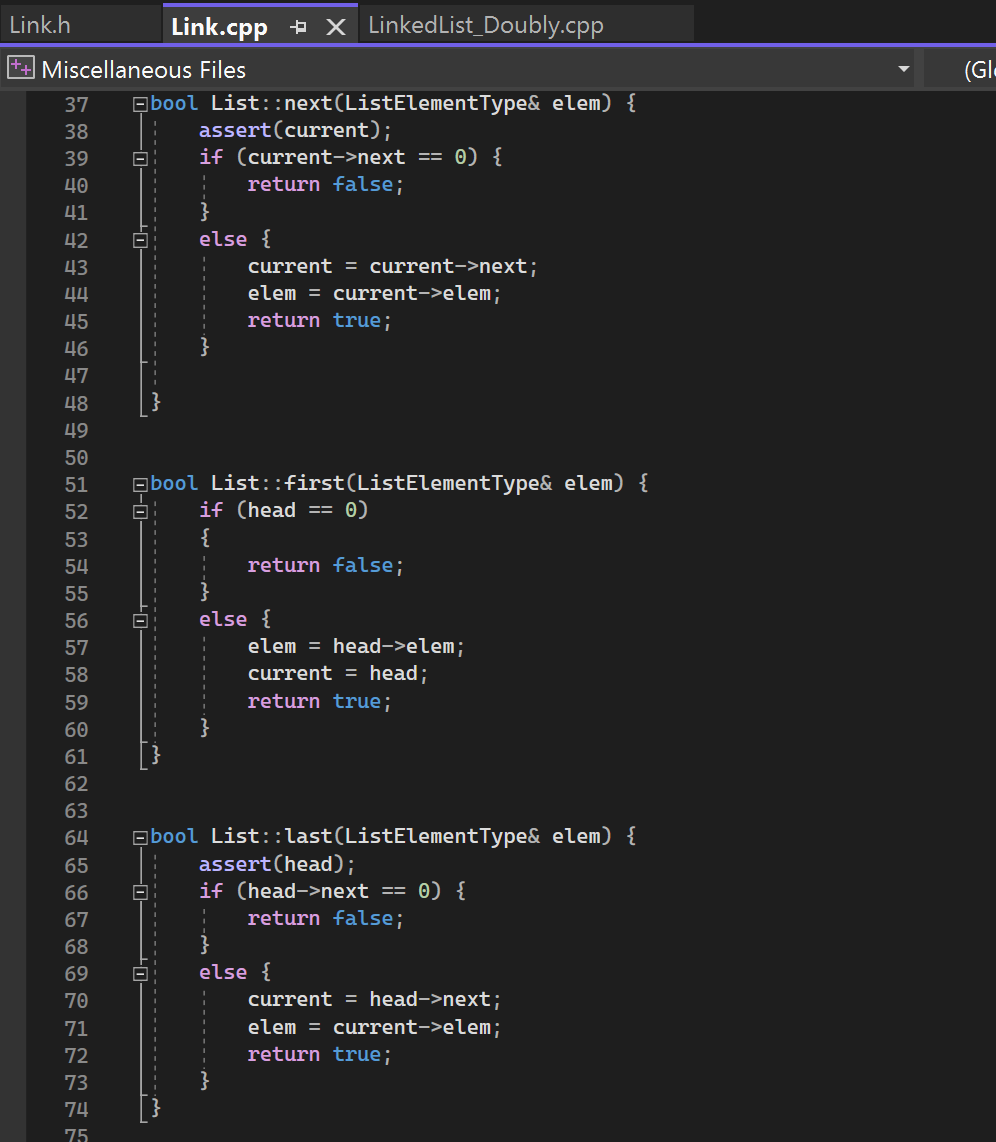 Link.h
Link.cpp
LinkedList_Doubly.cpp
Miscellaneous Files
(Gl
37 bool List::next(ListElementType& elem) {
38 assert(current);
39 if (current->next == 0) {
40 return false;
41 }
42 else {
43 current = current->next;
44 elem = current->elem;
45 return true;
46 }
47
48 }
49
50
51 bool List::first(ListElementType& elem) {
52 if (head == 0)
53 {
54 return false;
55 }
56 else {
57 elem = head->elem;
58 current = head;
59 return true;
60 }
61 }
62
63
64 bool List::last(ListElementType& elem) {
65 assert(head);
66 if (head->next == 0) {
67 return false;
68 }
69 else {
70 current = head->next;
71 elem = current->elem;
72 return true;
73 }
74 }
75